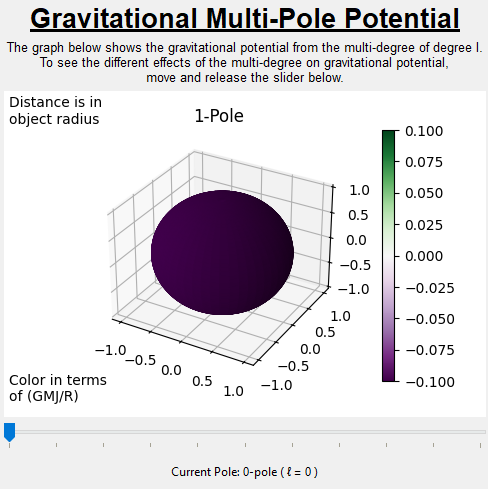 Gravitational Multi-Pole Potential
The graph below shows the gravitational potential from the multi-degree of degree l.
To see the different effects of the multi-degree on gravitational potential,
move and release the slider below.
Distance is in
object radius
1-Pole
0.100
0.075
0.050
0.025
0.000
−0.025
−0.050
−0.075
−0.100
1.0
0.5
0.0
−0.5
−1.0
1.0
0.5
0.0
−0.5
−1.0
−1.0
−0.5
0.0
0.5
1.0
Color in terms
of (GMJ/R)
Current Pole: 0-pole ( ℓ = 0 )